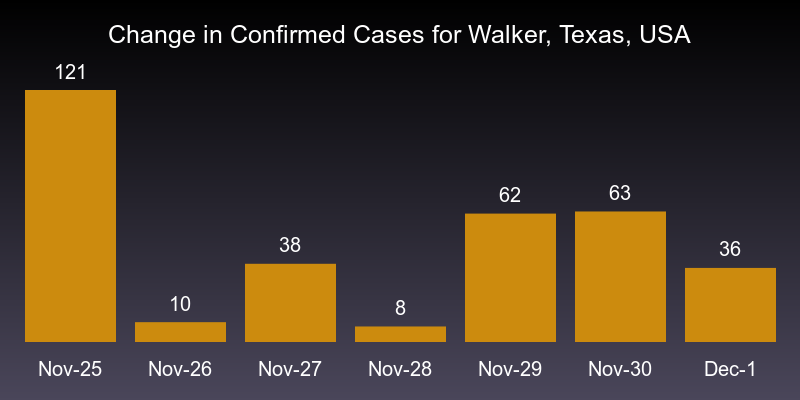 Change in Confirmed Cases for Walker, Texas, USA
121
10
38
8
62
63
36
Nov-25
Nov-26
Nov-27
Nov-28
Nov-29
Nov-30
Dec-1